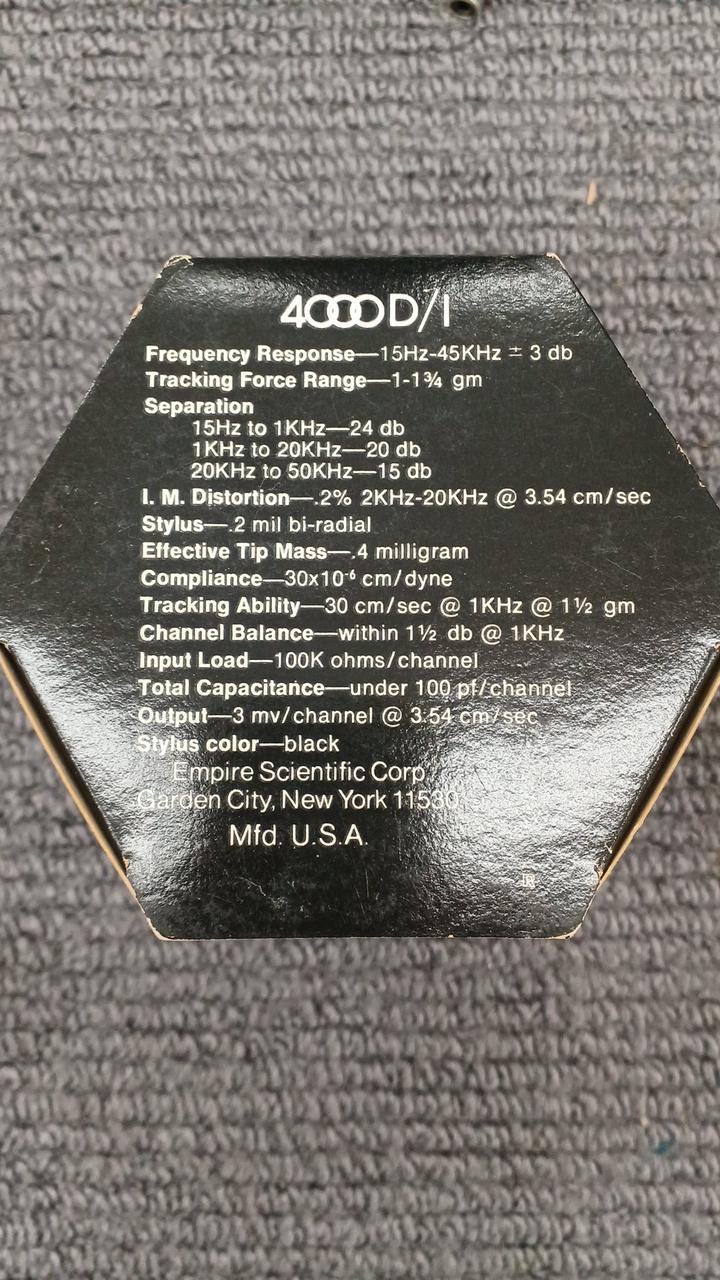 4000 D/I
Frequency Response—15Hz-45KHz ± 3 db
Tracking Force Range—1-1¾ gm
Separation
15Hz to 1KHz—24 db
1KHz to 20KHz—20 db
20KHz to 50KHz—15 db
I. M. Distortion—.2% 2KHz-20KHz @ 3.54 cm/sec
Stylus—.2 mil bi-radial
Effective Tip Mass—.4 milligram
Compliance—30x10⁻⁶ cm/dyne
Tracking Ability—30 cm/sec @ 1KHz @ 1½ gm
Channel Balance—within 1½ db @ 1KHz
Input Load—100K ohms/channel
Total Capacitance—under 100 pf/channel
Output—3 mv/channel @ 3.54 cm/sec
Stylus color—black
Empire Scientific Corp.
Garden City, New York 11530
Mfd. U.S.A.